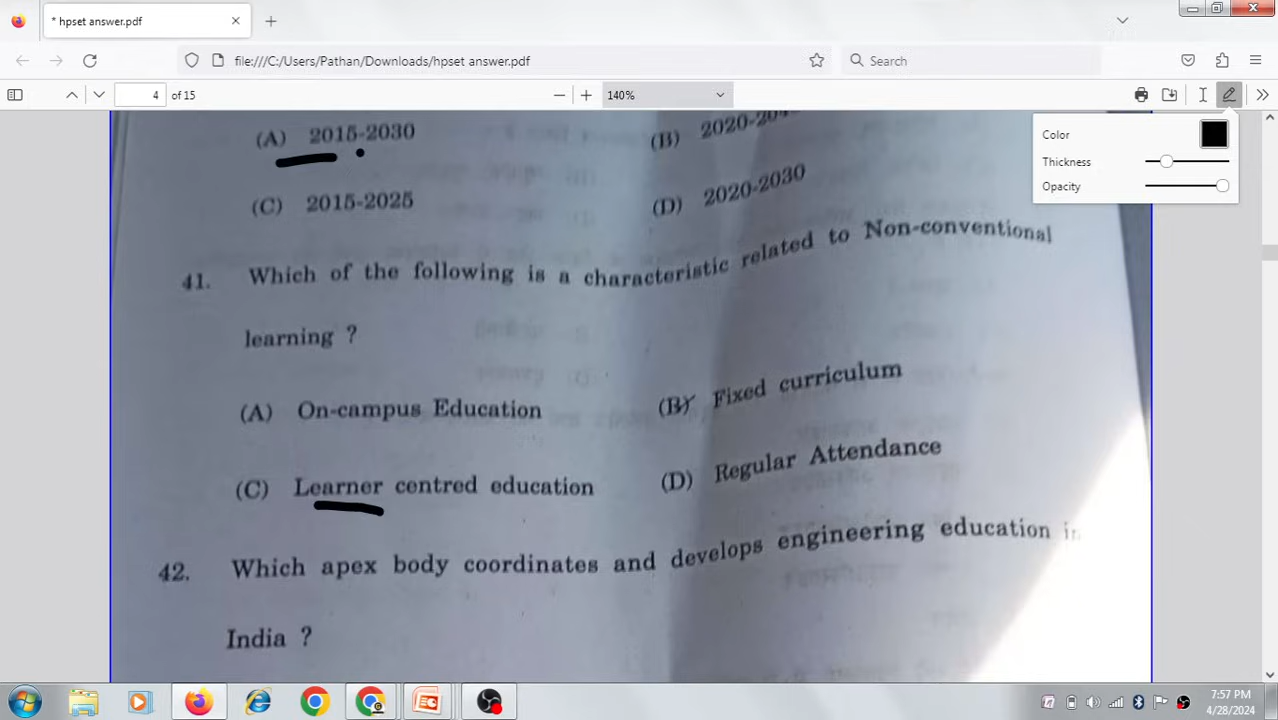 * hpset answer.pdf
file:///C:/Users/Pathan/Downloads/hpset answer.pdf
Search
4 of 15
140%
Color
Thickness
Opacity
(A) 2015-2030
(B)
(C) 2015-2025
(D) 2020-2030
41. Which of the following is a characteristic related to Non-conventional
learning ?
(A) On-campus Education
(B) Fixed curriculum
(C) Learner centred education
(D) Regular Attendance
42. Which apex body coordinates and develops engineering education in
India ?
7:57 PM
4/28/2024